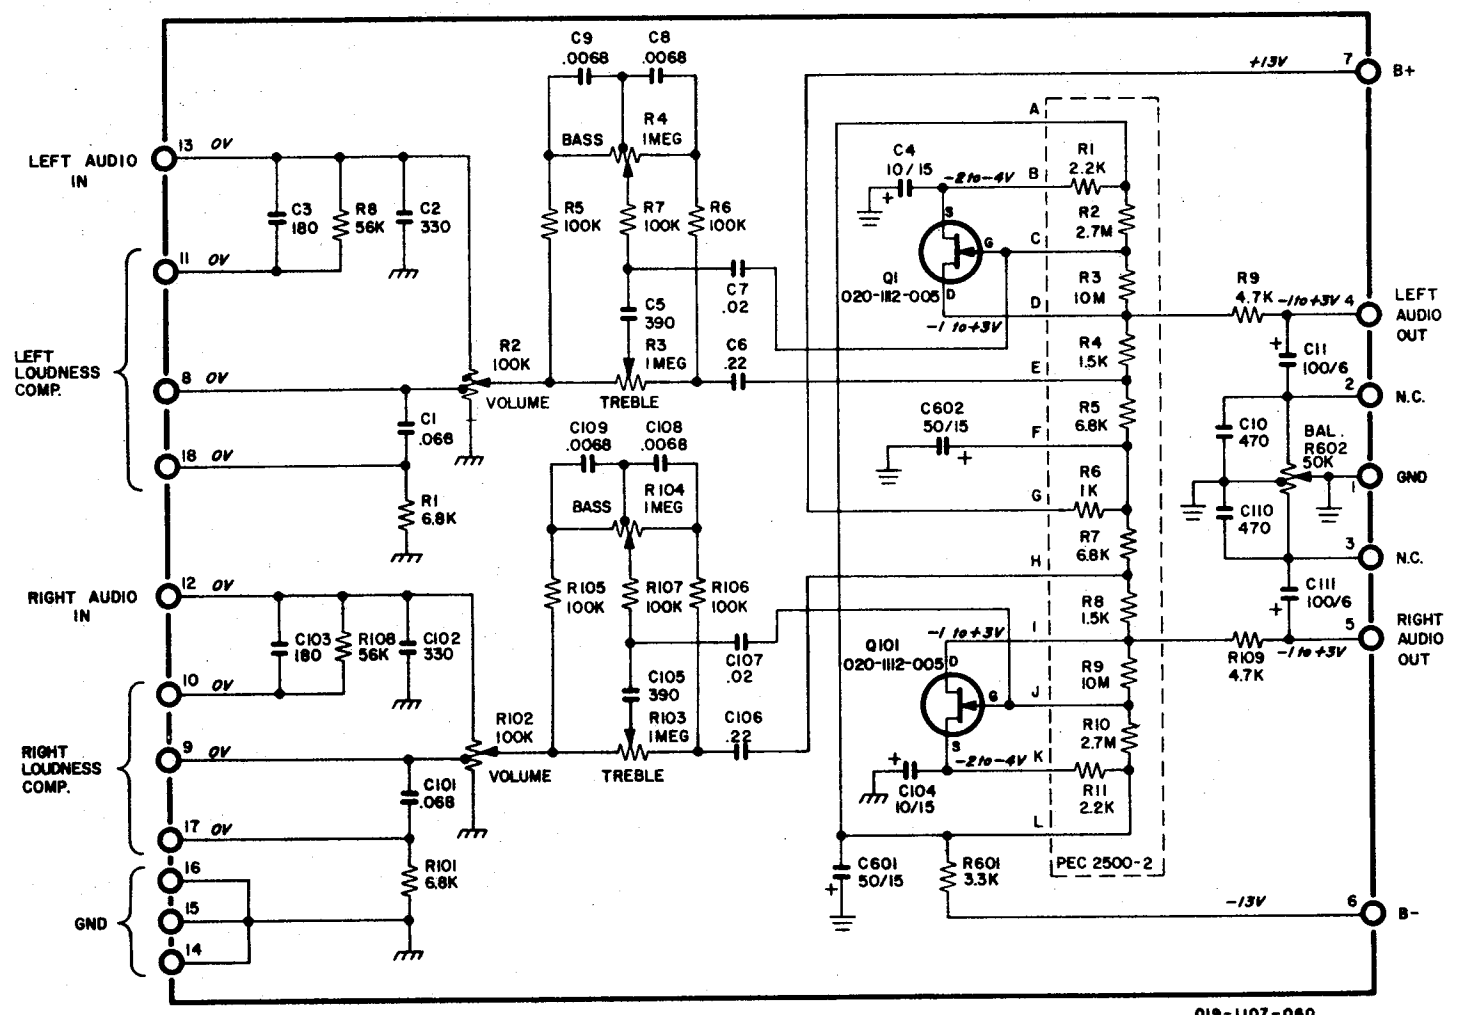 C9
.0068
C8
.0068
+13V
7
B+
A
R4
1MEG
BASS
13
0V
LEFT AUDIO
IN
C4
10/15
+
-2 to -4V
B
R1
2.2K
C3
180
R8
56K
C2
330
R5
100K
R7
100K
R6
100K
S
G
C
R2
2.7M
11
0V
Q1
020-1112-005
D
C7
.02
R3
10M
R9
4.7K
-1 to +3V
4
LEFT
AUDIO
OUT
C5
390
D
-1 to +3V
+
C11
100/6
LEFT
LOUDNESS
COMP.
R2
100K
R3
1MEG
C6
.22
R4
1.5K
E
8
0V
VOLUME
TREBLE
2
N.C.
C1
.068
C109
.0068
C108
.0068
C602
50/15
+
F
R5
6.8K
C10
470
BAL.
R602
50K
18
0V
R6
1K
GND
1
R1
6.8K
BASS
R104
1MEG
G
C110
470
R7
6.8K
3
N.C.
H
12
0V
RIGHT AUDIO
IN
R105
100K
R107
100K
R106
100K
R8
1.5K
C111
100/6
+
C103
180
R108
56K
C102
330
-1 to +3V
I
Q101
020-1112-005
D
5
RIGHT
AUDIO
OUT
C107
.02
R109
4.7K
-1 to +3V
10
0V
C105
390
R9
10M
G
J
RIGHT
LOUDNESS
COMP.
R102
100K
R103
1MEG
C106
.22
R10
2.7M
9
0V
VOLUME
TREBLE
S
+
-2 to -4V
K
C101
.068
C104
10/15
R11
2.2K
17
0V
L
16
R101
6.8K
C601
50/15
+
R601
3.3K
PEC 2500-2
GND
15
-13V
6
B-
14
019-1107-060